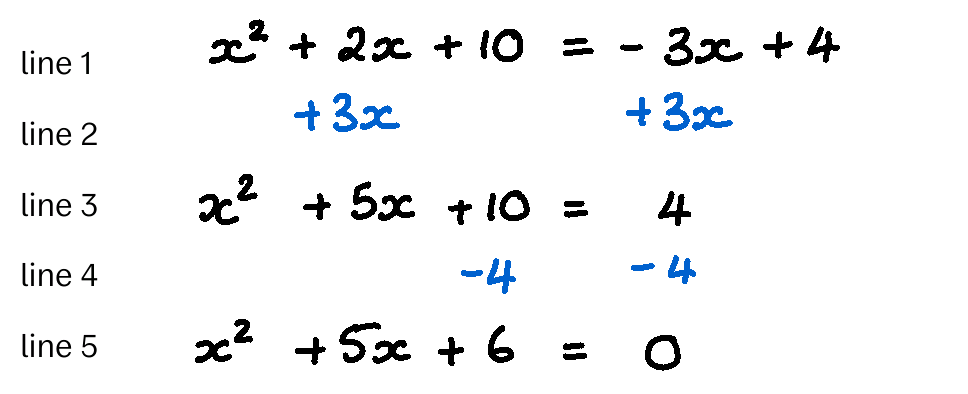 line 1 x² + 2x + 10 = - 3x + 4
line 2 +3x +3x
line 3 x² + 5x + 10 = 4
line 4 -4 - 4
line 5 x² + 5x + 6 = 0